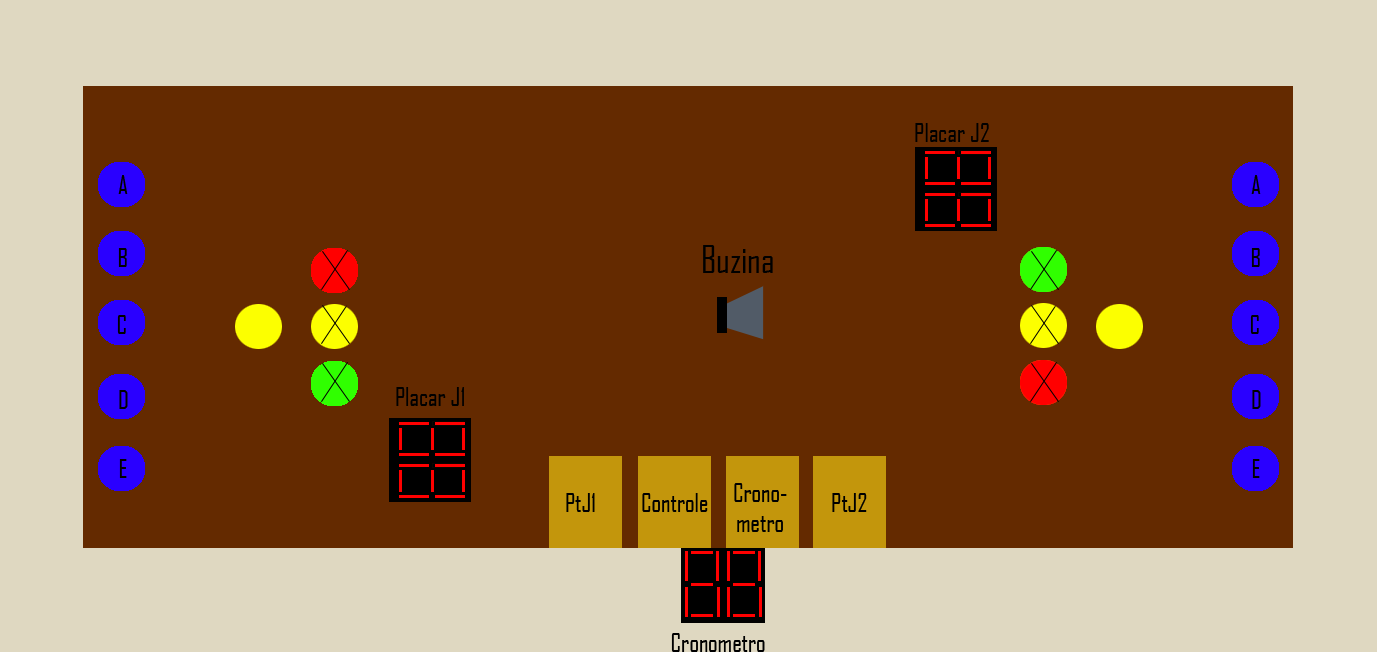 Placar J2
A
A
B
Buzina
B
C
C
Placar J1
D
D
E
E
PtJ1
Controle
Crono-
metro
PtJ2
Cronometro